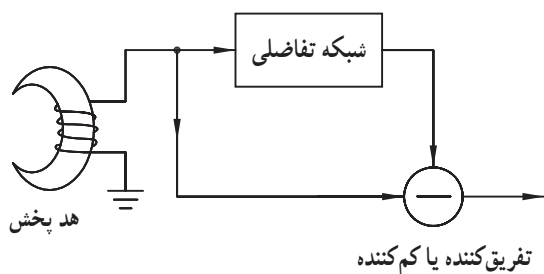 شبکه تفاضلی
هد پخش
تفریق‌کننده یا کم‌کننده